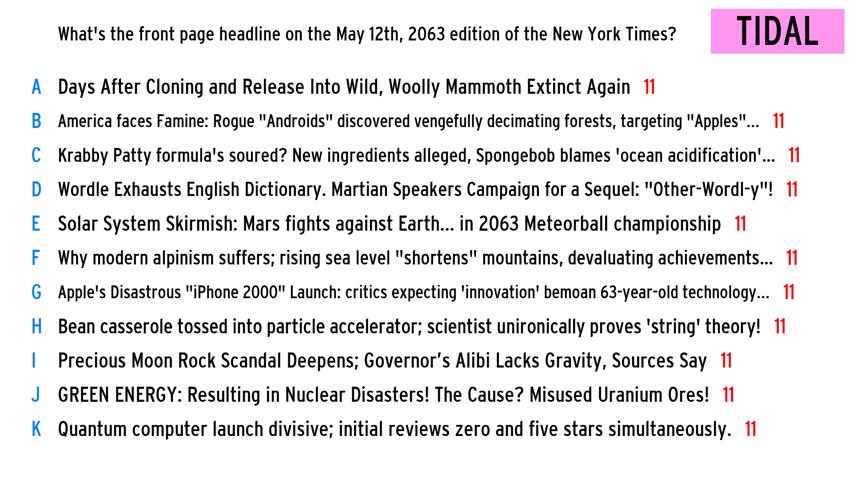 What's the front page headline on the May 12th, 2063 edition of the New York Times? TIDAL
A Days After Cloning and Release Into Wild, Woolly Mammoth Extinct Again 11
B America faces Famine: Rogue "Androids" discovered vengefully decimating forests, targeting "Apples"... 11
C Krabby Patty formula's soured? New ingredients alleged, Spongebob blames 'ocean acidification'... 11
D Wordle Exhausts English Dictionary. Martian Speakers Campaign for a Sequel: "Other-Wordl-y"! 11
E Solar System Skirmish: Mars fights against Earth... in 2063 Meteorball championship 11
F Why modern alpinism suffers; rising sea level "shortens" mountains, devaluating achievements... 11
G Apple's Disastrous "iPhone 2000" Launch: critics expecting 'innovation' bemoan 63-year-old technology... 11
H Bean casserole tossed into particle accelerator; scientist unironically proves 'string' theory! 11
I Precious Moon Rock Scandal Deepens; Governor’s Alibi Lacks Gravity, Sources Say 11
J GREEN ENERGY: Resulting in Nuclear Disasters! The Cause? Misused Uranium Ores! 11
K Quantum computer launch divisive; initial reviews zero and five stars simultaneously. 11